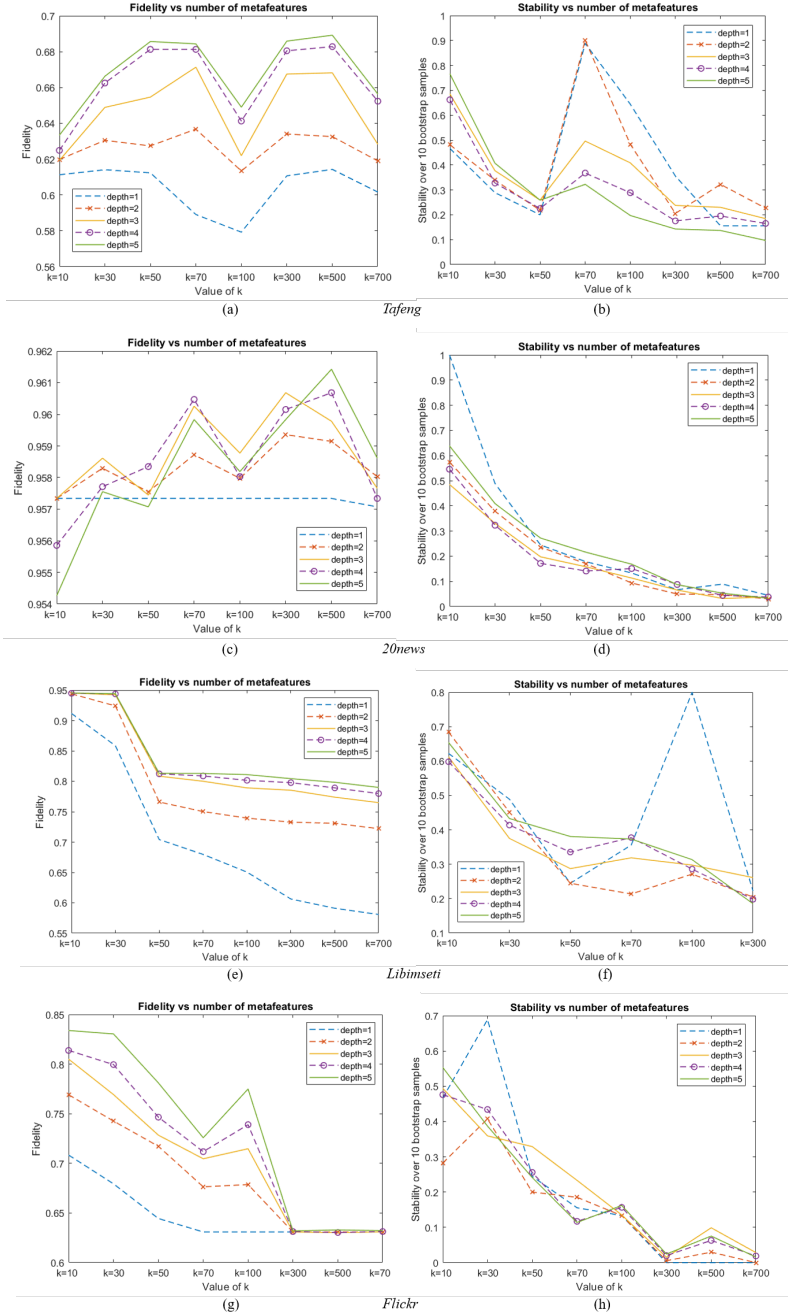 Fidelity vs number of metafeatures
0.7
0.68
0.66
0.64
0.62
0.6
0.58
0.56
Fidelity
depth=1
depth=2
depth=3
depth=4
depth=5
k=10 k=30 k=50 k=70 k=100 k=300 k=500 k=700
Value of k
(a)
Stability vs number of metafeatures
1
0.9
0.8
0.7
0.6
0.5
0.4
0.3
0.2
0.1
0
Stability over 10 bootstrap samples
depth=1
depth=2
depth=3
depth=4
depth=5
k=10 k=30 k=50 k=70 k=100 k=300 k=500 k=700
Value of k
(b)
Tafeng
Fidelity vs number of metafeatures
0.962
0.961
0.96
0.959
0.958
0.957
0.956
0.955
0.954
Fidelity
depth=1
depth=2
depth=3
depth=4
depth=5
k=10 k=30 k=50 k=70 k=100 k=300 k=500 k=700
Value of k
(c)
Stability vs number of metafeatures
1
0.9
0.8
0.7
0.6
0.5
0.4
0.3
0.2
0.1
0
Stability over 10 bootstrap samples
depth=1
depth=2
depth=3
depth=4
depth=5
k=10 k=30 k=50 k=70 k=100 k=300 k=500 k=700
Value of k
(d)
20news
Fidelity vs number of metafeatures
0.95
0.9
0.85
0.8
0.75
0.7
0.65
0.6
0.55
Fidelity
depth=1
depth=2
depth=3
depth=4
depth=5
k=10 k=30 k=50 k=70 k=100 k=300 k=500 k=700
Value of k
(e)
Stability vs number of metafeatures
0.8
0.7
0.6
0.5
0.4
0.3
0.2
0.1
Stability over 10 bootstrap samples
depth=1
depth=2
depth=3
depth=4
depth=5
k=10 k=30 k=50 k=70 k=100 k=300
Value of k
(f)
Libimseti
Fidelity vs number of metafeatures
0.85
0.8
0.75
0.7
0.65
0.6
Fidelity
depth=1
depth=2
depth=3
depth=4
depth=5
k=10 k=30 k=50 k=70 k=100 k=300 k=500 k=70
Value of k
(g)
Stability vs number of metafeatures
0.7
0.6
0.5
0.4
0.3
0.2
0.1
0
Stability over 10 bootstrap samples
depth=1
depth=2
depth=3
depth=4
depth=5
k=10 k=30 k=50 k=70 k=100 k=300 k=500 k=700
Value of k
(h)
Flickr